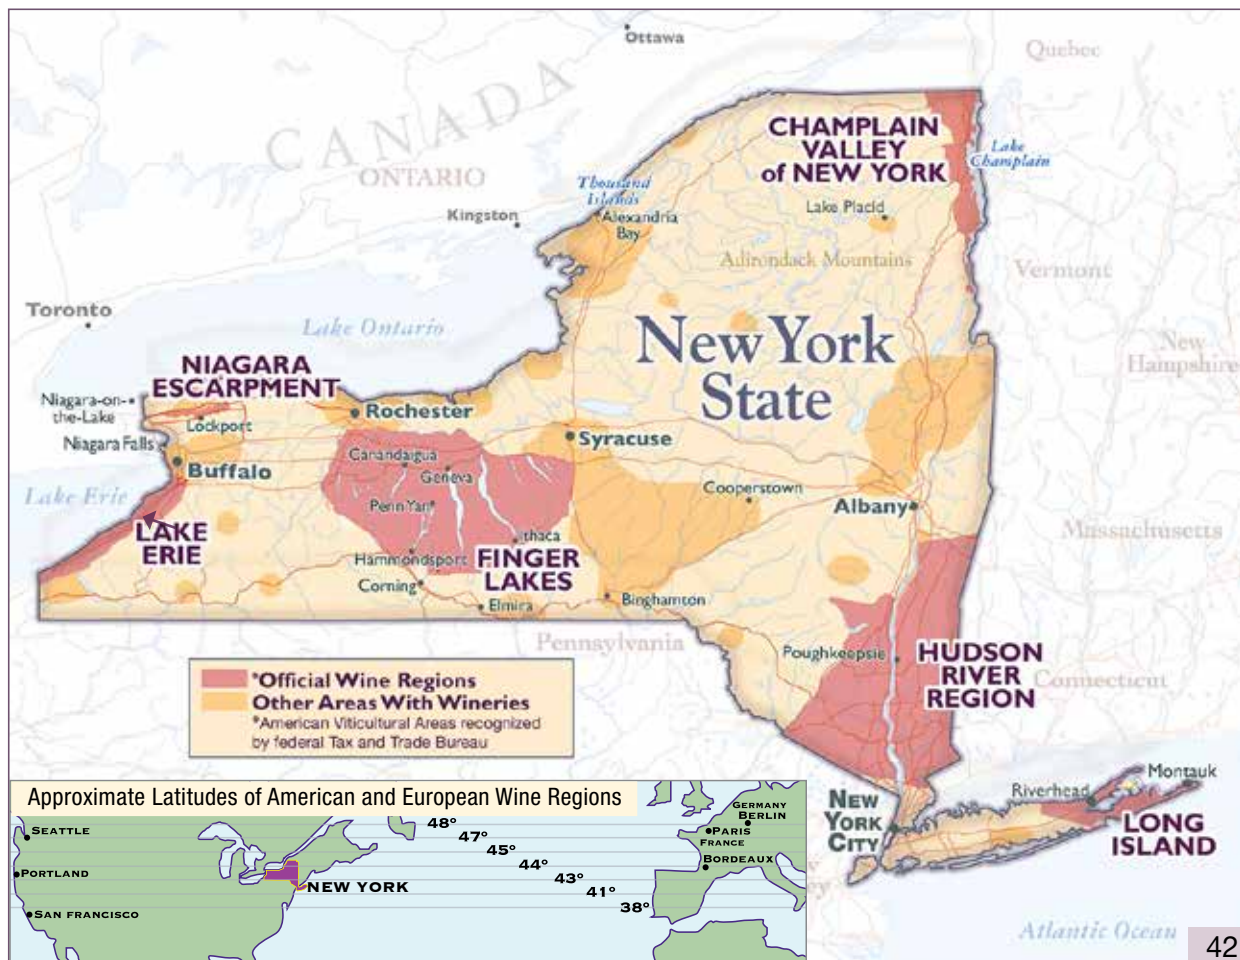 Ottawa
Quebec
CANADA
ONTARIO
CHAMPLAIN
VALLEY
of NEW YORK
Lake
Champlain
Thousand
Islands
Kingston
Alexandria
Bay
Lake Placid
Adirondack Mountains
Vermont
Toronto
Lake Ontario
New York
State
New
Hampshire
NIAGARA
ESCARPMENT
Niagara-on-
the-Lake
Lockport
Rochester
Niagara Falls
Syracuse
Buffalo
Canandaigua
Geneva
Lake Erie
Penn Yan
Cooperstown
Albany
LAKE
ERIE
Massachusetts
Ithaca
Hammondsport
FINGER
LAKES
Corning
Elmira
Binghamton
Pennsylvania
Poughkeepsie
HUDSON
RIVER
REGION
Connecticut
*Official Wine Regions
Other Areas With Wineries
*American Viticultural Areas recognized
by federal Tax and Trade Bureau
Montauk
Riverhead
NEW
YORK
CITY
LONG
ISLAND
Atlantic Ocean
Approximate Latitudes of American and European Wine Regions
SEATTLE
PORTLAND
SAN FRANCISCO
NEW YORK
48°
47°
45°
44°
43°
41°
38°
GERMANY
BERLIN
PARIS
FRANCE
BORDEAUX
42